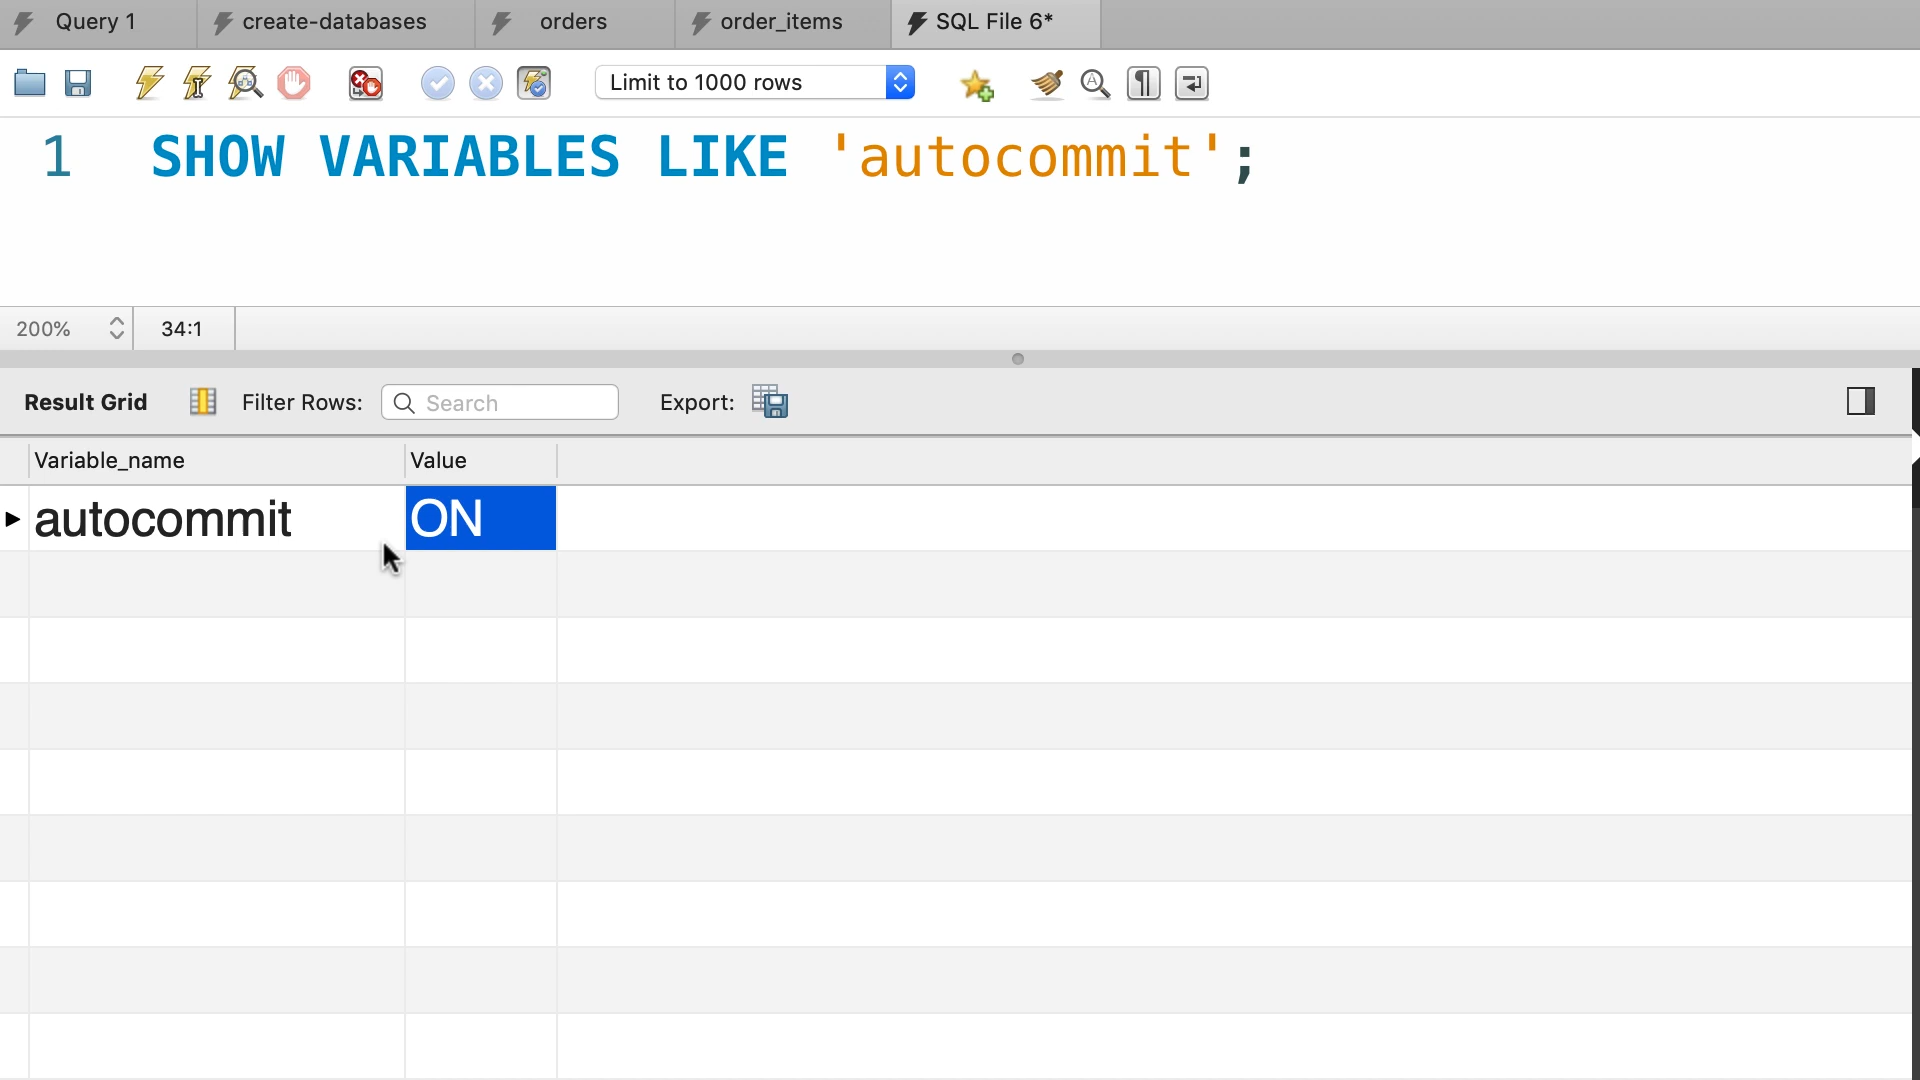 Query 1 create-databases orders order_items SQL File 6*
Limit to 1000 rows
1 SHOW VARIABLES LIKE 'autocommit';
200% 34:1
Result Grid Filter Rows: Search Export:
Variable_name Value
autocommit ON